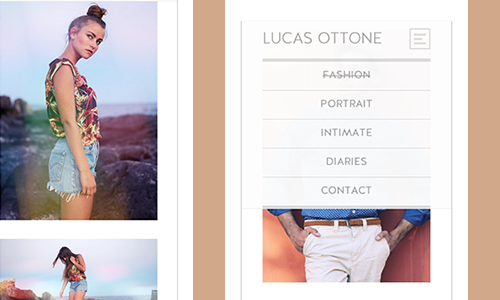 LUCAS OTTONE
FASHION
PORTRAIT
INTIMATE
DIARIES
CONTACT